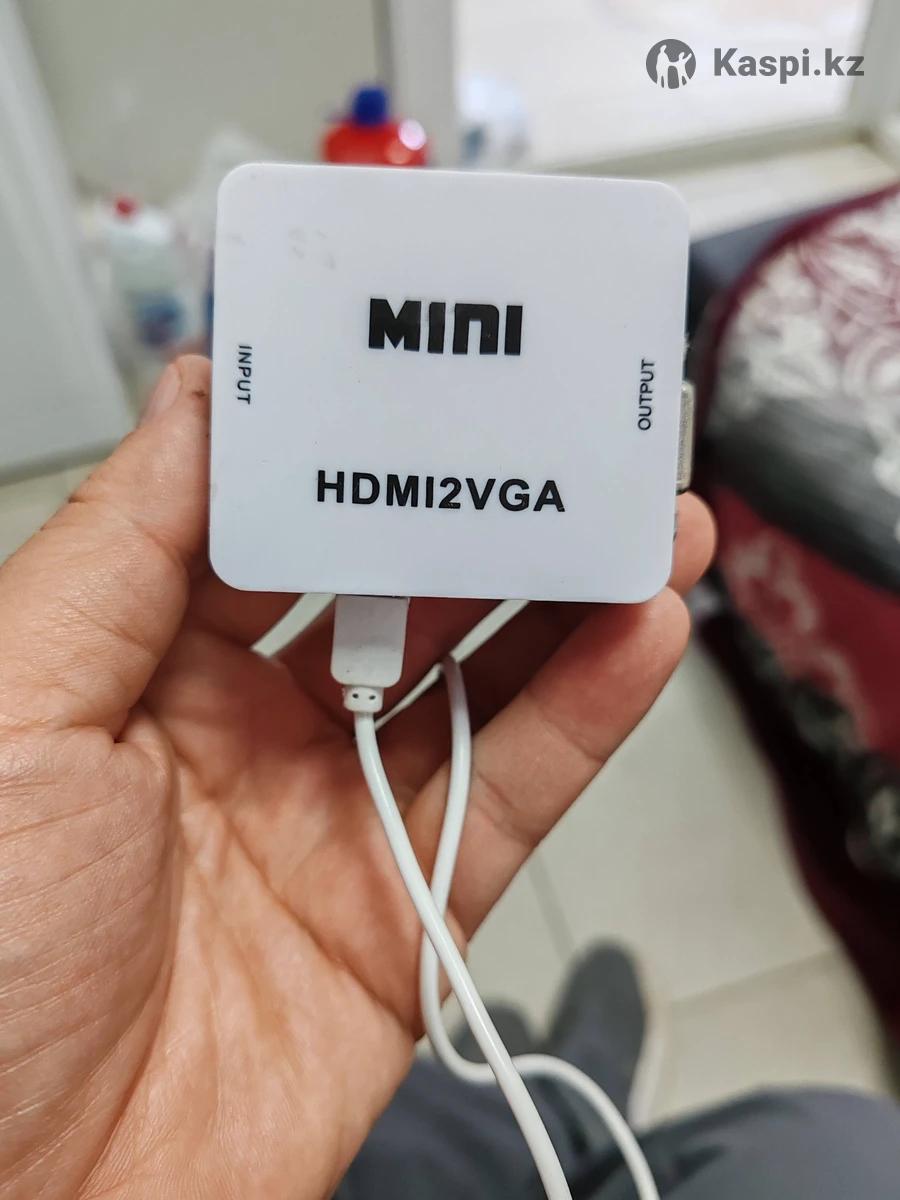 Kaspi.kz
MINI
INPUT
OUTPUT
HDMI2VGA